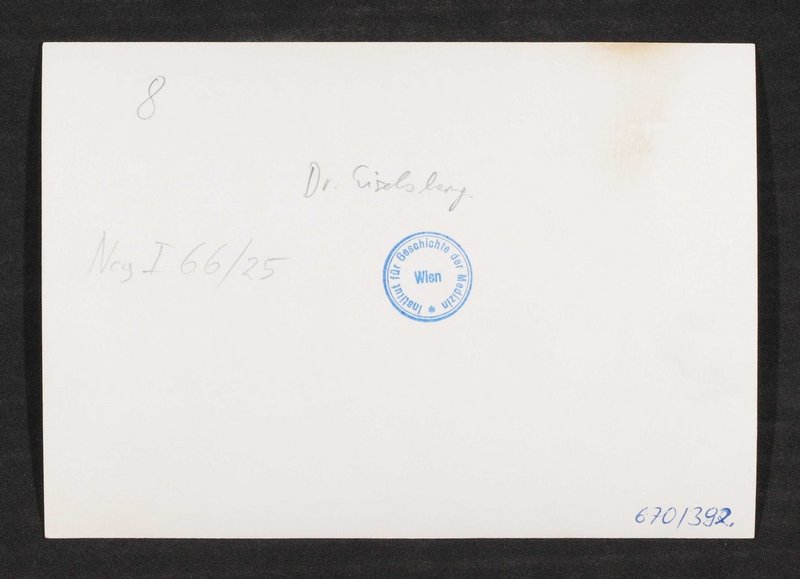 8
Dr. Eiselsberg
Neg I 66/25
Institut für Geschichte der Medizin *
Wien
670/392.